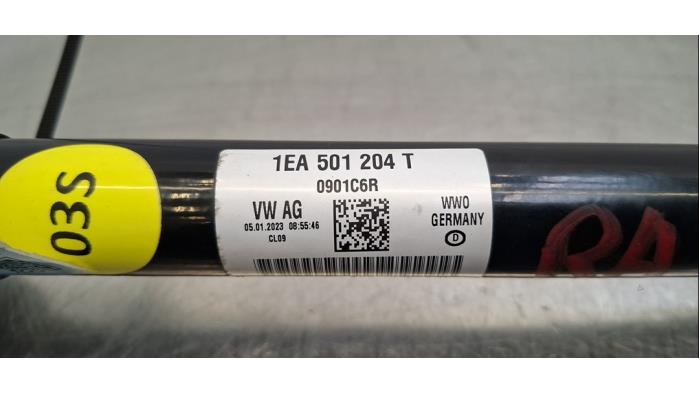 03S
1EA 501 204 T
0901C6R
VW AG
05.01.2023 08:55:46
CL09
WWO
GERMANY
D
RA